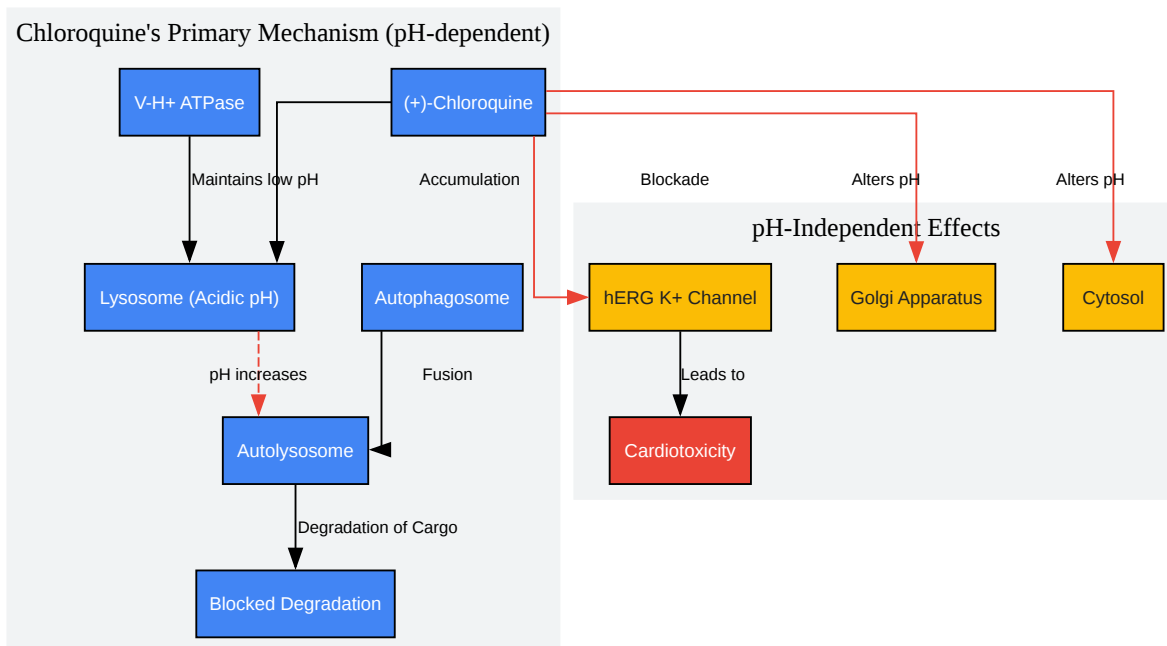 Chloroquine's Primary Mechanism (pH-dependent)
V-H+ ATPase
(+)-Chloroquine
Maintains low pH
Accumulation
Blockade
Alters pH
Alters pH
pH-Independent Effects
Lysosome (Acidic pH)
Autophagosome
hERG K+ Channel
Golgi Apparatus
Cytosol
pH increases
Fusion
Leads to
Autolysosome
Cardiotoxicity
Degradation of Cargo
Blocked Degradation